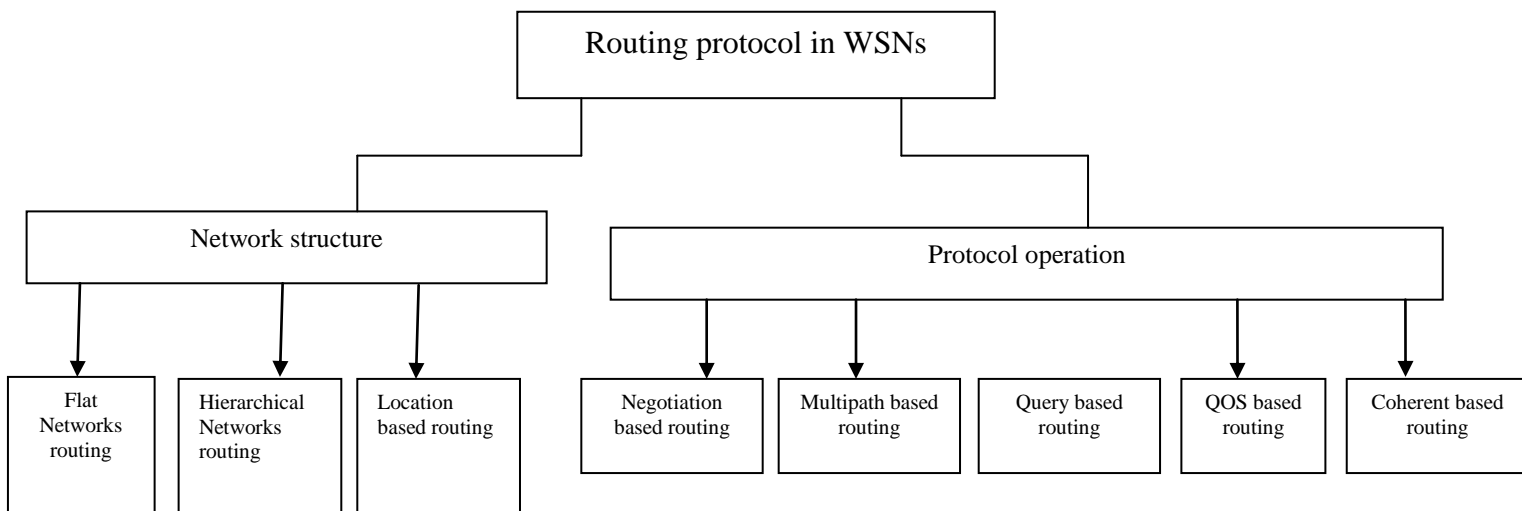 Routing protocol in WSNs
Network structure
Protocol operation
Flat
Networks
routing
Hierarchical
Networks
routing
Location
based routing
Negotiation
based routing
Multipath based
routing
Query based
routing
QOS based
routing
Coherent based
routing